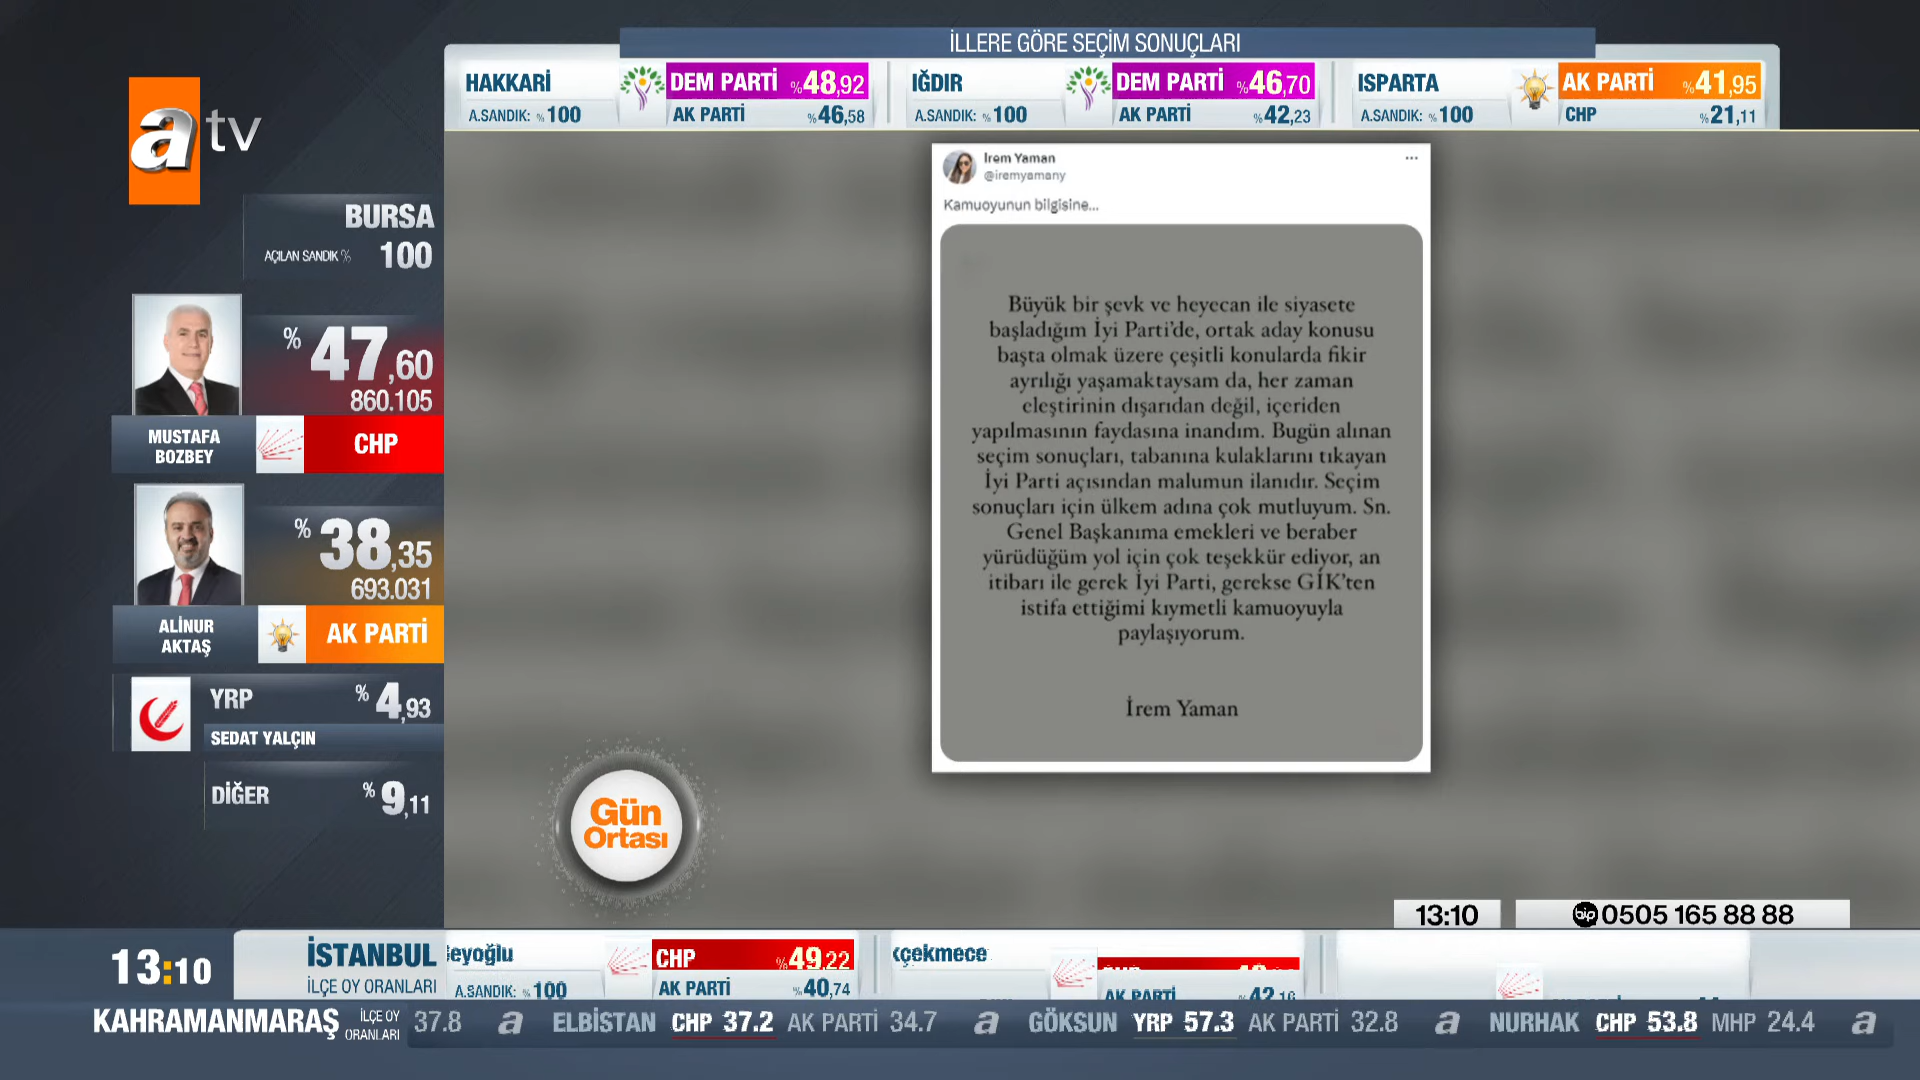 İLLERE GÖRE SEÇİM SONUÇLARI
HAKKARİ
A.SANDIK: %100
DEM PARTİ %48,92
AK PARTİ %46,58
IĞDIR
A.SANDIK: %100
DEM PARTİ %46,70
AK PARTİ %42,23
ISPARTA
A.SANDIK: %100
AK PARTİ %41,95
CHP %21,11
atv
BURSA
AÇILAN SANDIK % 100
% 47,60
860.105
MUSTAFA
BOZBEY
CHP
% 38,35
693.031
ALİNUR
AKTAŞ
AK PARTİ
YRP % 4,93
SEDAT YALÇIN
DİĞER % 9,11
İrem Yaman
@iremyamany
Kamuoyunun bilgisine...
Büyük bir şevk ve heyecan ile siyasete
başladığım İyi Parti'de, ortak aday konusu
başta olmak üzere çeşitli konularda fikir
ayrılığı yaşamaktaysam da, her zaman
eleştirinin dışarıdan değil, içeriden
yapılmasının faydasına inandım. Bugün alınan
seçim sonuçları, tabanına kulaklarını tıkayan
İyi Parti açısından malumun ilanıdır. Seçim
sonuçları için ülkem adına çok mutluyum. Sn.
Genel Başkanıma emekleri ve beraber
yürüdüğüm yol için çok teşekkür ediyor, an
itibarı ile gerek İyi Parti, gerekse GİK'ten
istifa ettiğimi kıymetli kamuoyuyla
paylaşıyorum.
İrem Yaman
Gün
Ortası
13:10
bip 0505 165 88 88
13:10
İSTANBUL
İLÇE OY ORANLARI
eyoğlu
A.SANDIK: %100
CHP %49,22
AK PARTİ %40,74
kçekmece
AK PARTİ %42,16
KAHRAMANMARAŞ
İLÇE OY
ORANLARI
37.8 a ELBİSTAN CHP 37.2 AK PARTİ 34.7 a GÖKSUN YRP 57.3 AK PARTİ 32.8 a NURHAK CHP 53.8 MHP 24.4 a